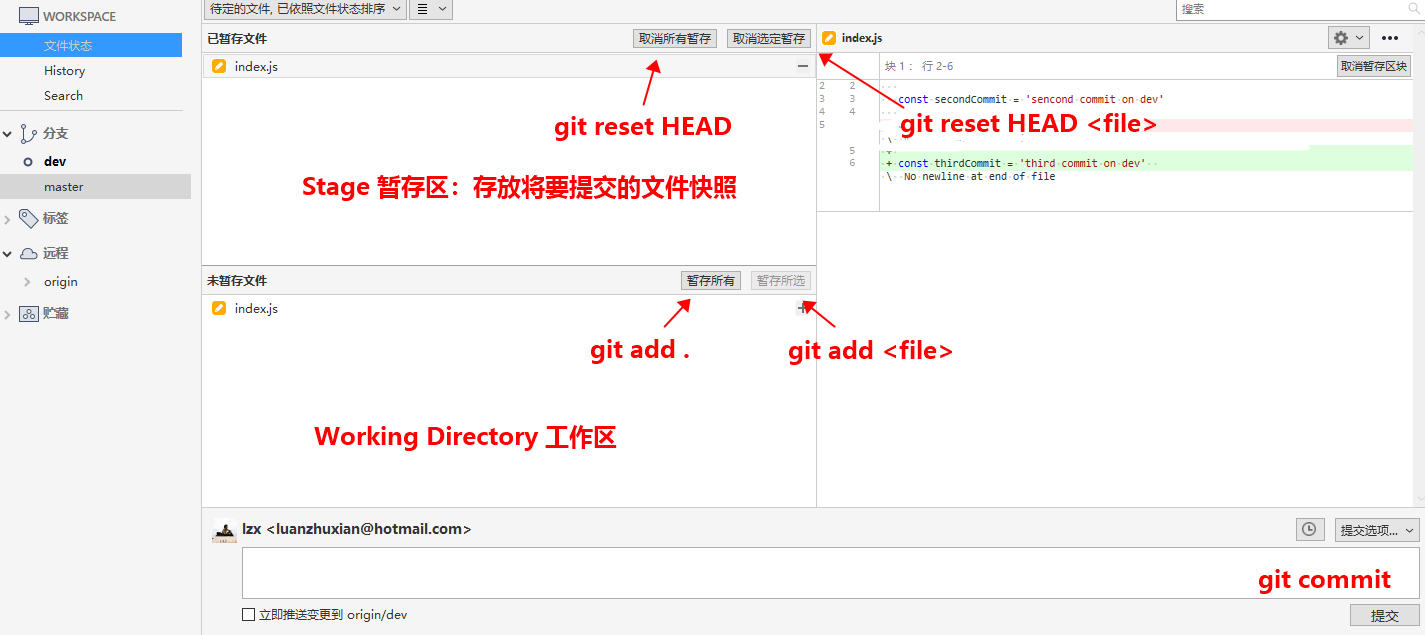 WORKSPACE
文件状态
History
Search
分支
dev
master
标签
远程
origin
贮藏
待定的文件, 已依照文件状态排序
搜索
已暂存文件
取消所有暂存
取消选定暂存
index.js
git reset HEAD
Stage 暂存区：存放将要提交的文件快照
未暂存文件
暂存所有
暂存所选
index.js
git add .
git add <file>
Working Directory 工作区
index.js
块 1： 行 2-6
取消暂存区块
2 2
3 3 const secondCommit = 'sencond commit on dev'
4 4
5
git reset HEAD <file>
\
5 +
6 + const thirdCommit = 'third commit on dev'
\ No newline at end of file
lzx <luanzhuxian@hotmail.com>
提交选项...
git commit
立即推送变更到 origin/dev
提交